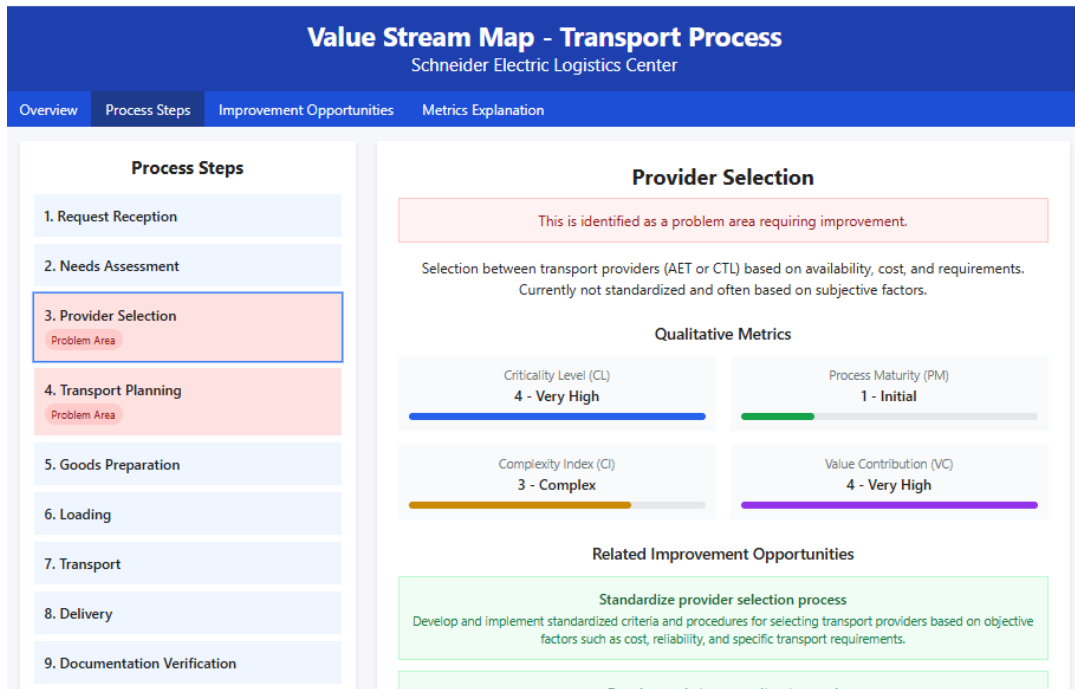 Value Stream Map - Transport Process
Schneider Electric Logistics Center
Overview
Process Steps
Improvement Opportunities
Metrics Explanation
Process Steps
1. Request Reception
2. Needs Assessment
3. Provider Selection
Problem Area
4. Transport Planning
Problem Area
5. Goods Preparation
6. Loading
7. Transport
8. Delivery
9. Documentation Verification
Provider Selection
This is identified as a problem area requiring improvement.
Selection between transport providers (AET or CTL) based on availability, cost, and requirements.
Currently not standardized and often based on subjective factors.
Qualitative Metrics
Criticality Level (CL)
4 - Very High
Process Maturity (PM)
1 - Initial
Complexity Index (CI)
3 - Complex
Value Contribution (VC)
4 - Very High
Related Improvement Opportunities
Standardize provider selection process
Develop and implement standardized criteria and procedures for selecting transport providers based on objective
factors such as cost, reliability, and specific transport requirements.